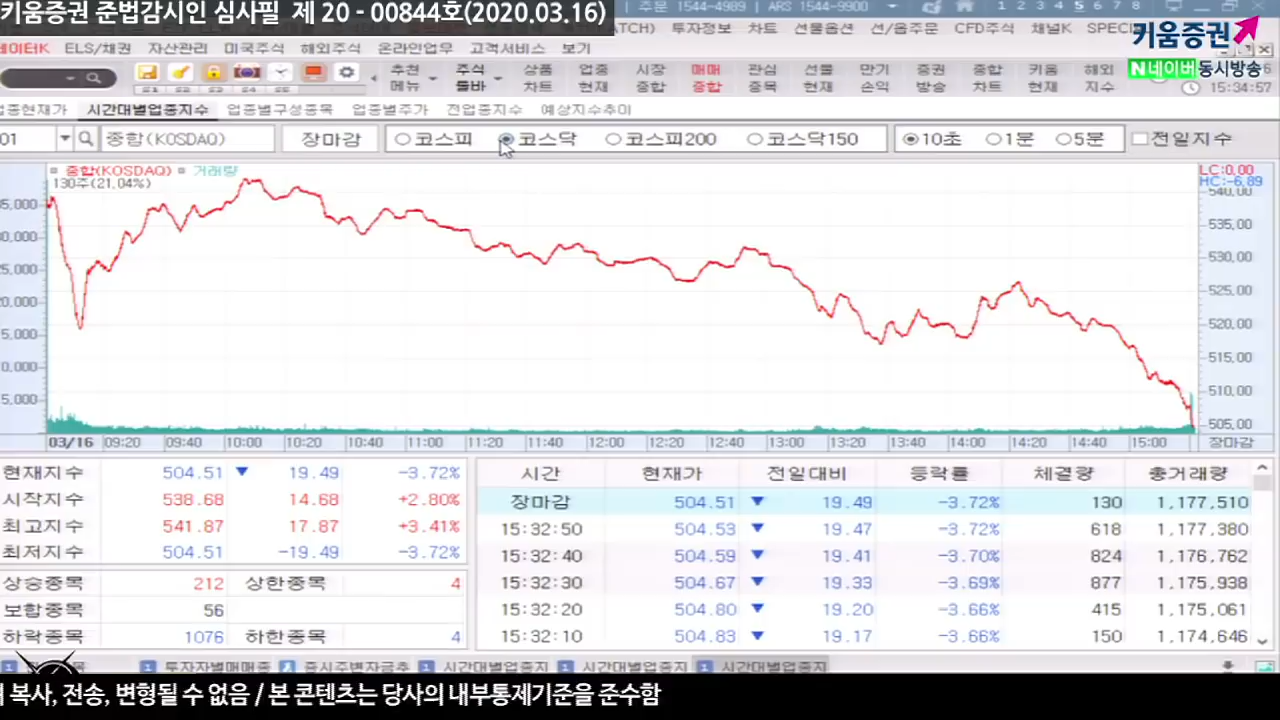 키움증권 준법감시인 심사필 제 20 - 00844호(2020.03.16)
주문 1544-4989 | ARS 1544-9900
1 2 3 4 5 6 7 8
투자정보 차트 선물옵션 선/옵주문 CFD주식 채널K
키움증권
ELS/채권 자산관리 미국주식 해외주식 온라인업무 고객서비스 보기
N네이버 동시방송
추천 메뉴 주식 툴바 상품 차트 업종 현재 시장 종합 매매 종합 관심 종목 선물 현재 만기 손익 증권 방송 종합 차트 키움 현재 해외 지수
15:34:57
업종현재가 시간대별업종지수 업종별구성종목 업종별주가 전업종지수 예상지수추이
01 종합(KOSDAQ) 장마감 코스피 코스닥 코스피200 코스닥150 10초 1분 5분 전일지수
종합(KOSDAQ) 거래량
130주(21.04%)
LC:0.00
HC:-6.89
540.00
535.00
530.00
525.00
520.00
515.00
510.00
505.00
03/16 09:20 09:40 10:00 10:20 10:40 11:00 11:20 11:40 12:00 12:20 12:40 13:00 13:20 13:40 14:00 14:20 14:40 15:00 장마감
현재지수 504.51 ▼ 19.49 -3.72%
시작지수 538.68 14.68 +2.80%
최고지수 541.87 17.87 +3.41%
최저지수 504.51 -19.49 -3.72%
상승종목 212 상한종목 4
보합종목 56
하락종목 1076 하한종목 4
시간 현재가 전일대비 등락률 체결량 총거래량
장마감 504.51 ▼ 19.49 -3.72% 130 1,177,510
15:32:50 504.53 ▼ 19.47 -3.72% 618 1,177,380
15:32:40 504.59 ▼ 19.41 -3.70% 824 1,176,762
15:32:30 504.67 ▼ 19.33 -3.69% 877 1,175,938
15:32:20 504.80 ▼ 19.20 -3.66% 415 1,175,061
15:32:10 504.83 ▼ 19.17 -3.66% 150 1,174,646
1 투자자별매매종 증시주변자금추 1 시간대별업종지 1 시간대별업종지 1 시간대별업종지
복사, 전송, 변형될 수 없음 / 본 콘텐츠는 당사의 내부통제기준을 준수함